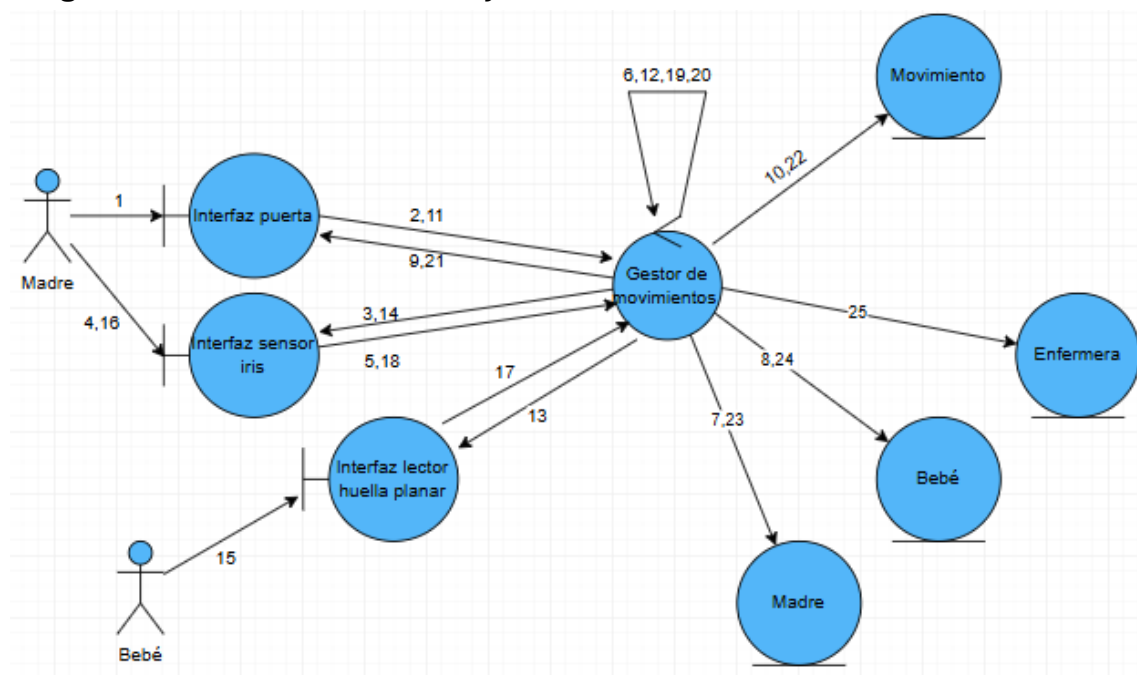 6,12,19,20
Movimiento
10,22
1
Interfaz puerta
2,11
9,21
Madre
Gestor de
movimientos
3,14
4,16
Interfaz sensor
iris
5,18
25
Enfermera
8,24
17
13
7,23
Interfaz lector
huella planar
Bebé
15
Madre
Bebé